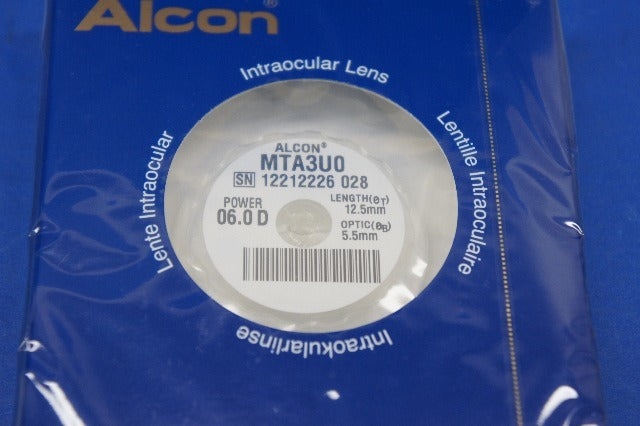 Alcon
Intraocular Lens
Lente Intraocular
Lentille Intraoculaire
Intraokularlinse
ALCON®
MTA3U0
SN 12212226 028
POWER
06.0 D
LENGTH(ØT)
12.5mm
OPTIC(ØB)
5.5mm